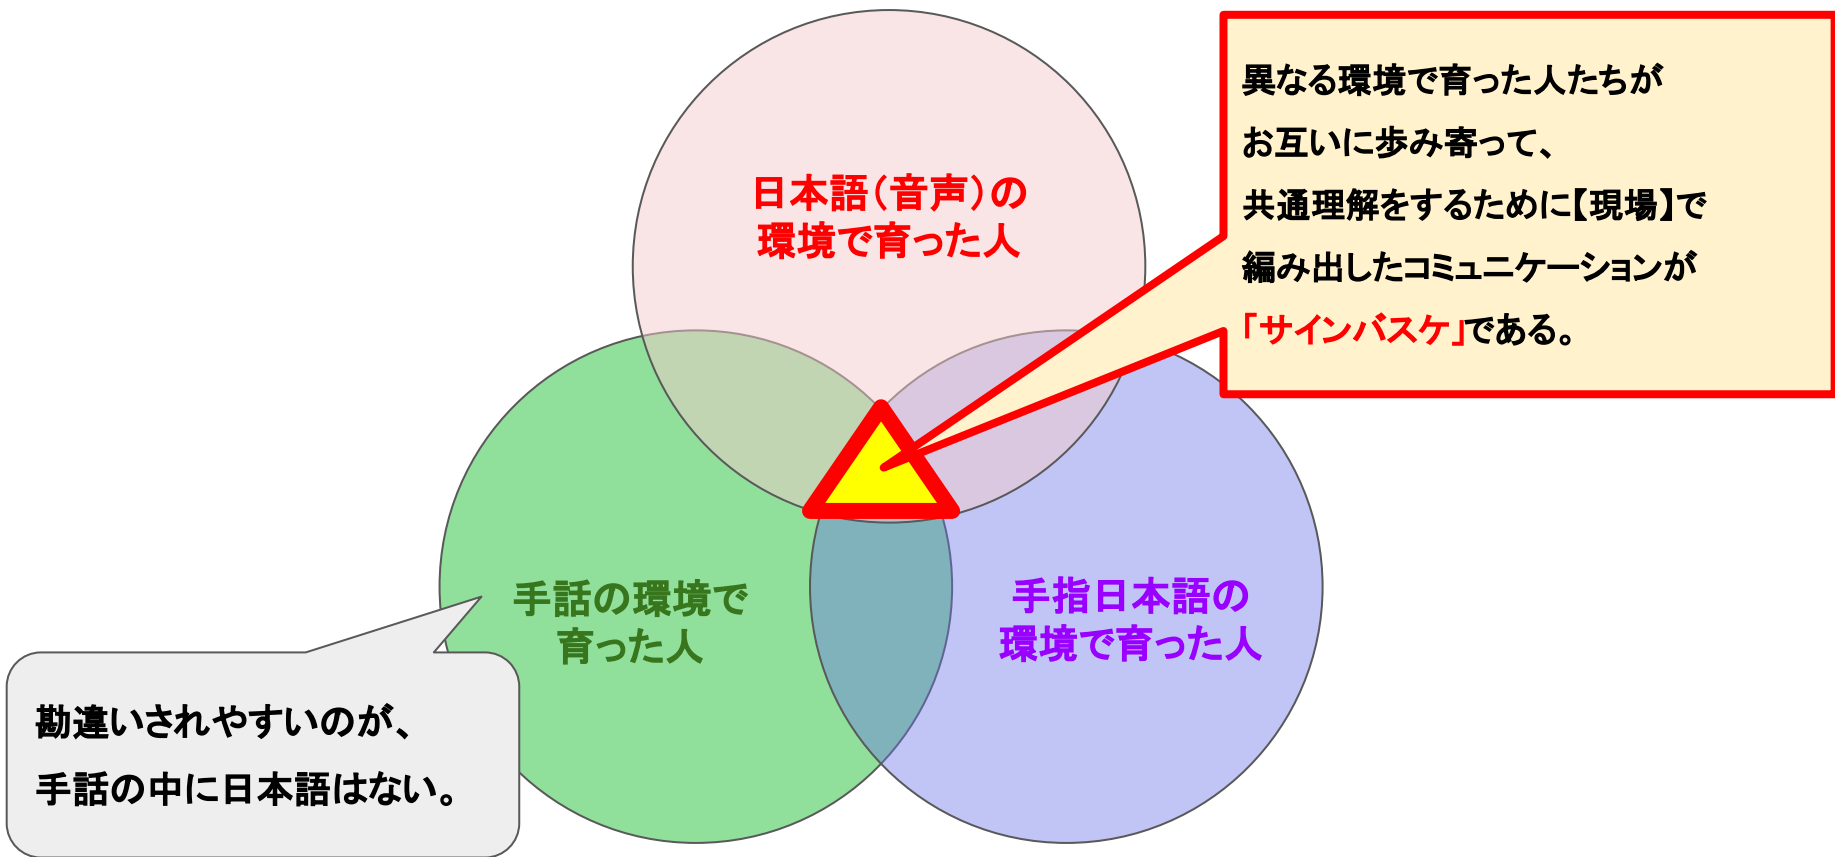 異なる環境で育った人たちが
お互いに歩み寄って、
共通理解をするために【現場】で
編み出したコミュニケーションが
「サインバスケ」である。
日本語（音声）の
環境で育った人
手話の環境で
育った人
手指日本語の
環境で育った人
勘違いされやすいのが、
手話の中に日本語はない。